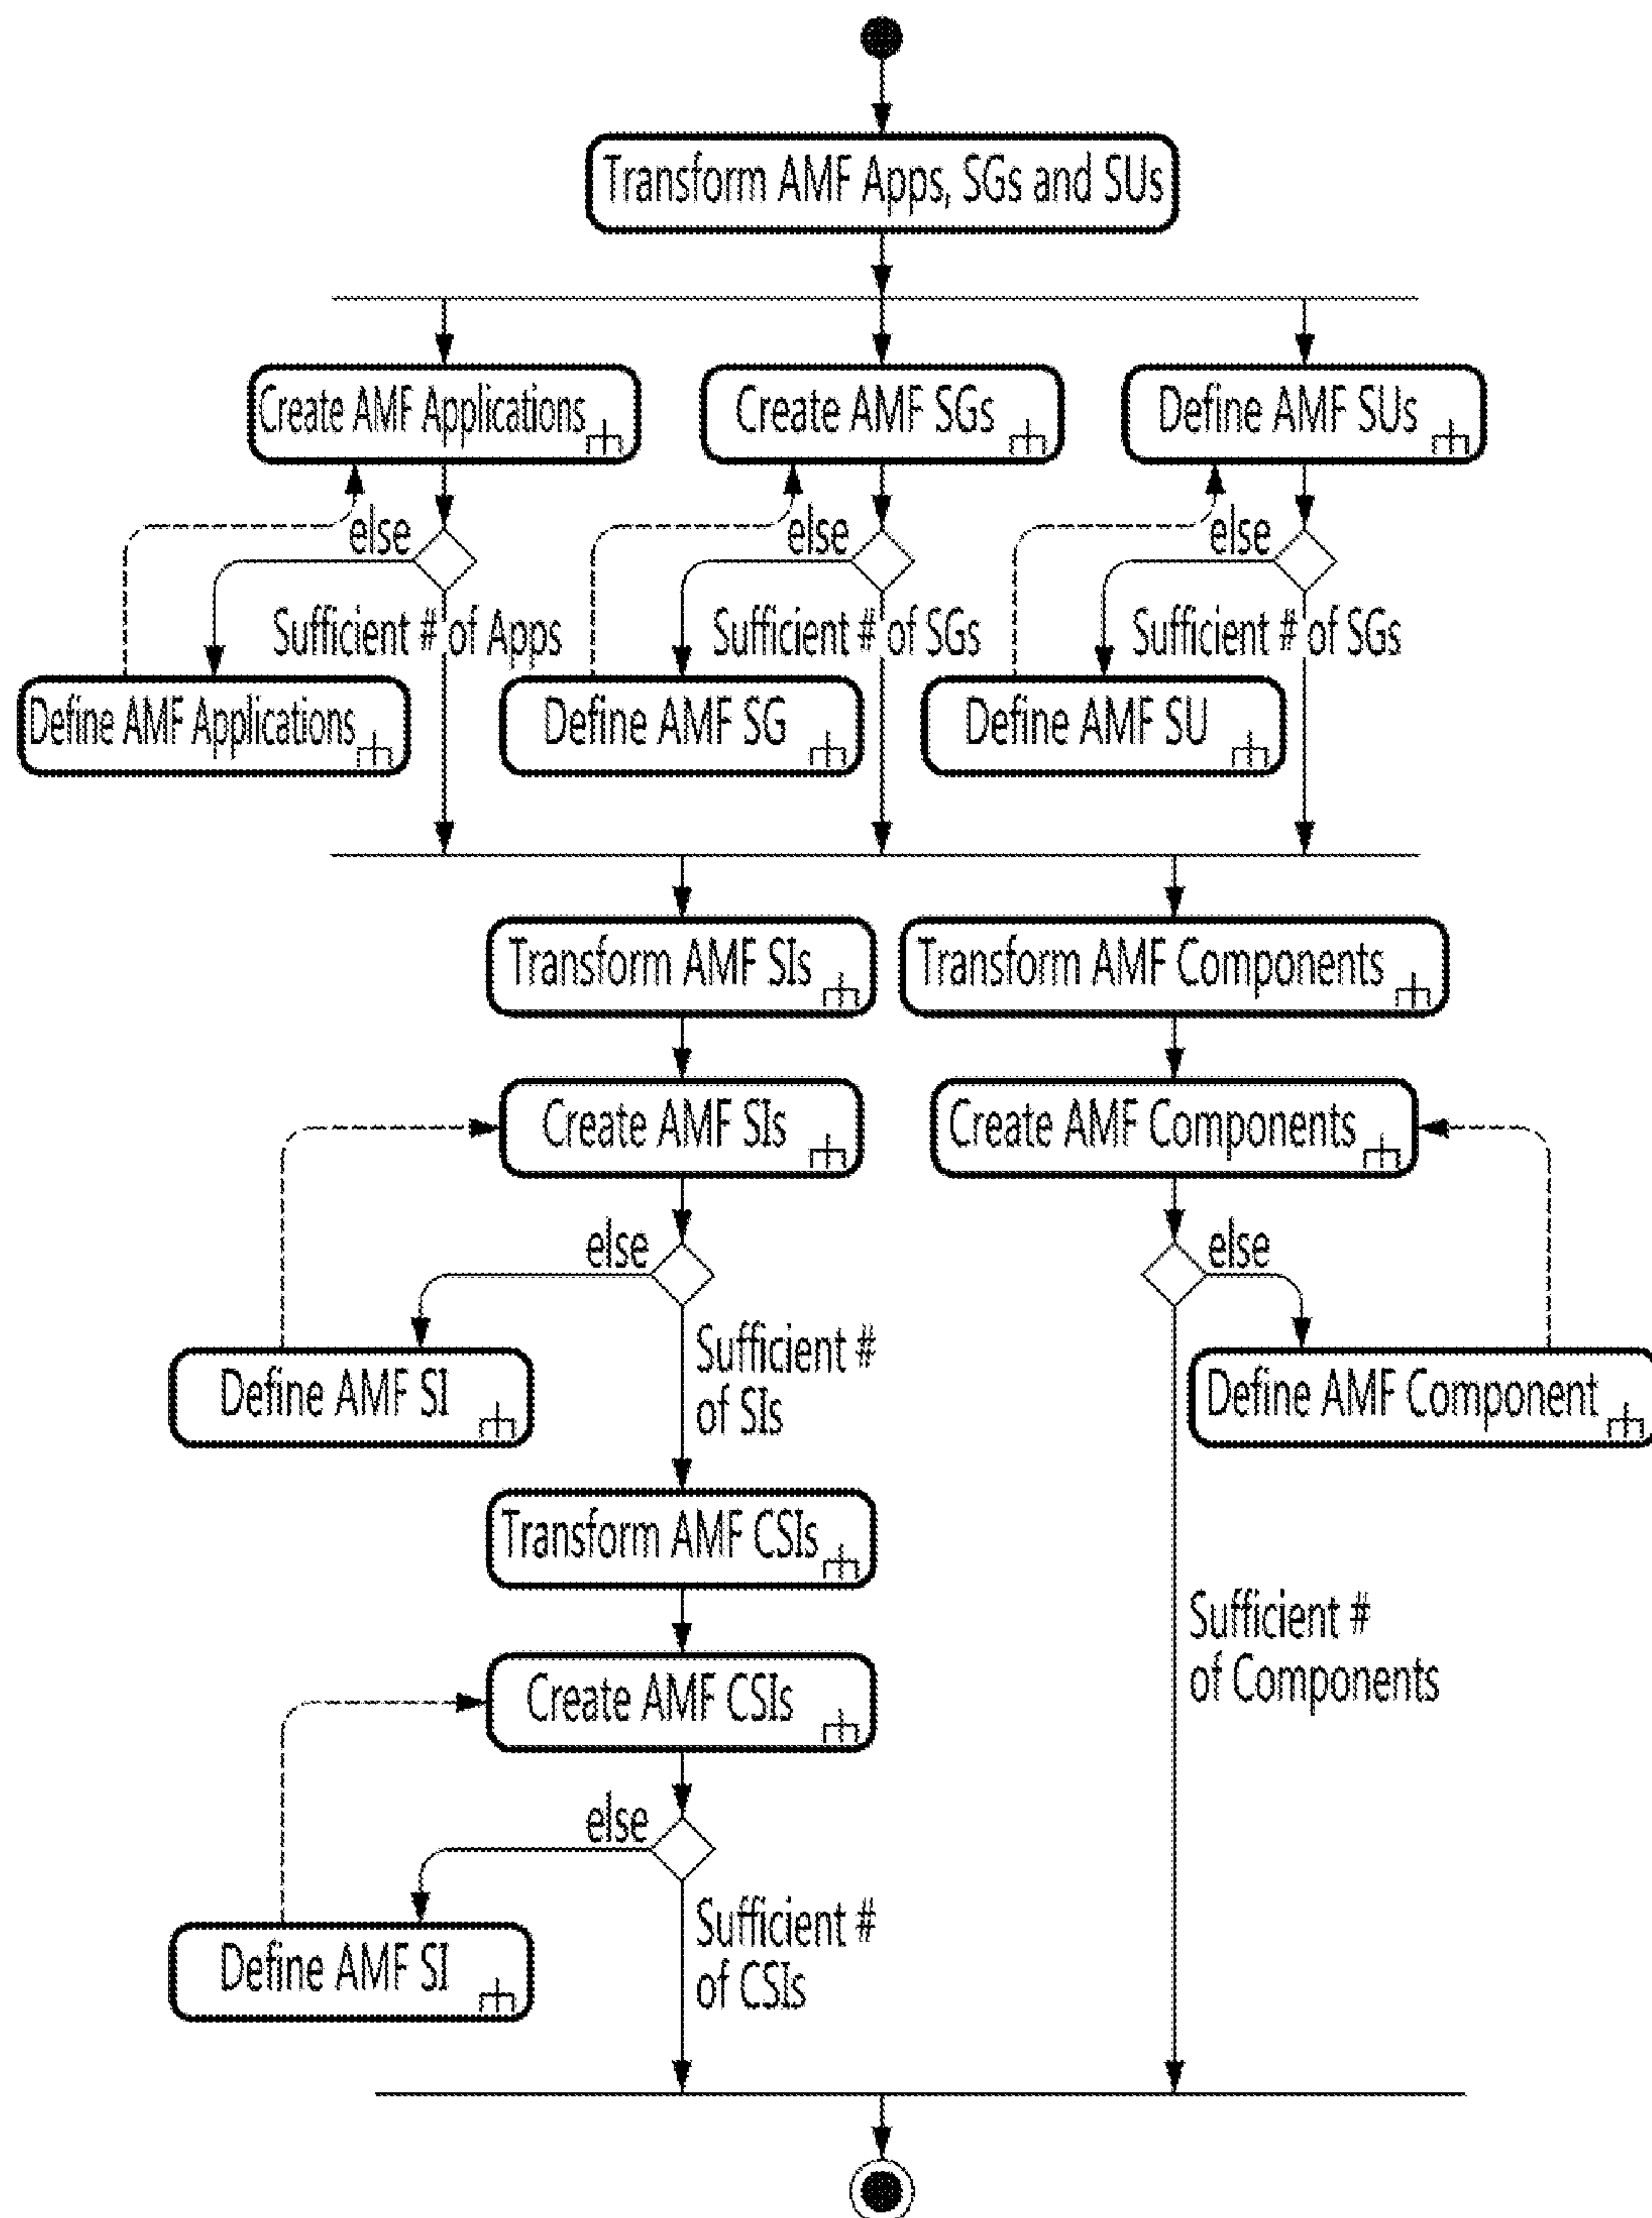 Transform AMF Apps, SGs and SUs
Create AMF Applications
Create AMF SGs
Define AMF SUs
else
else
else
Sufficient # of Apps
Sufficient # of SGs
Sufficient # of SGs
Define AMF Applications
Define AMF SG
Define AMF SU
Transform AMF SIs
Transform AMF Components
Create AMF SIs
Create AMF Components
else
else
Sufficient #
of SIs
Define AMF SI
Define AMF Component
Transform AMF CSIs
Sufficient #
of Components
Create AMF CSIs
else
Sufficient #
of CSIs
Define AMF SI